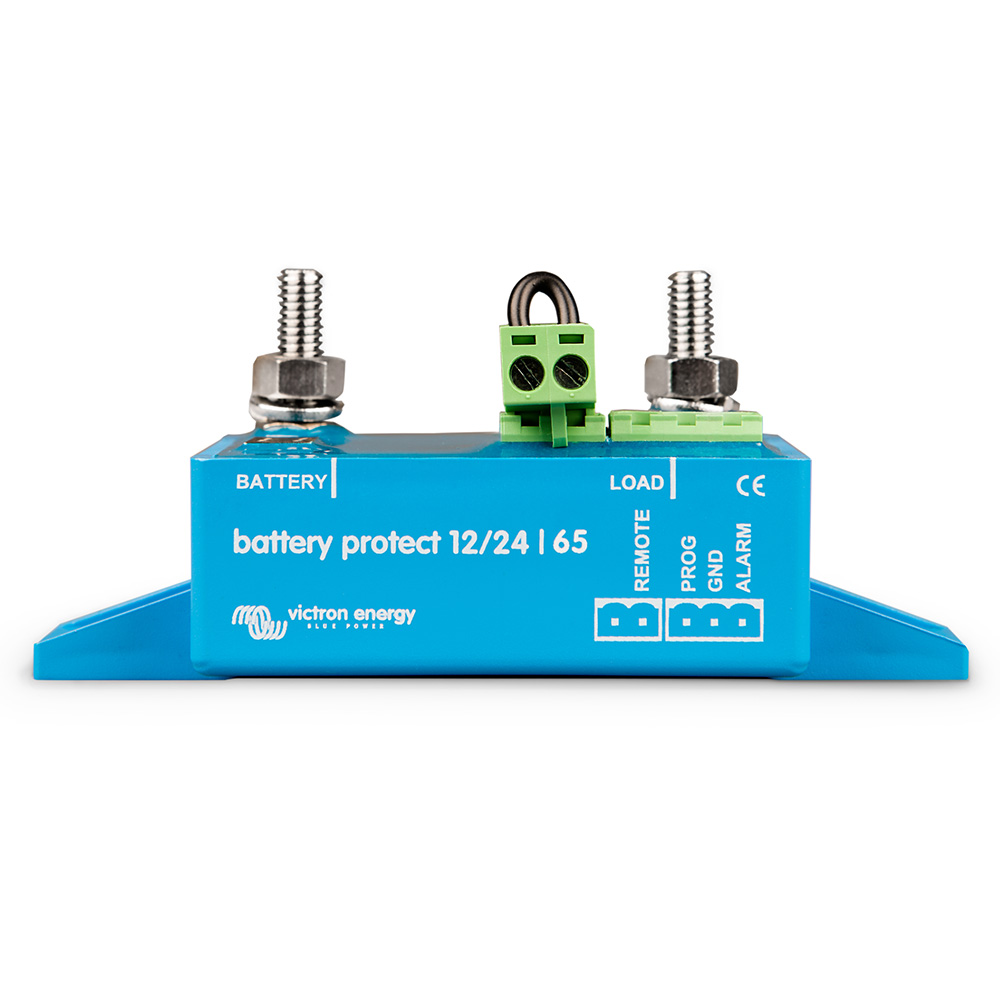 BATTERY
LOAD
CE
battery protect 12/24 | 65
REMOTE
PROG
GND
ALARM
victron energy
BLUE POWER